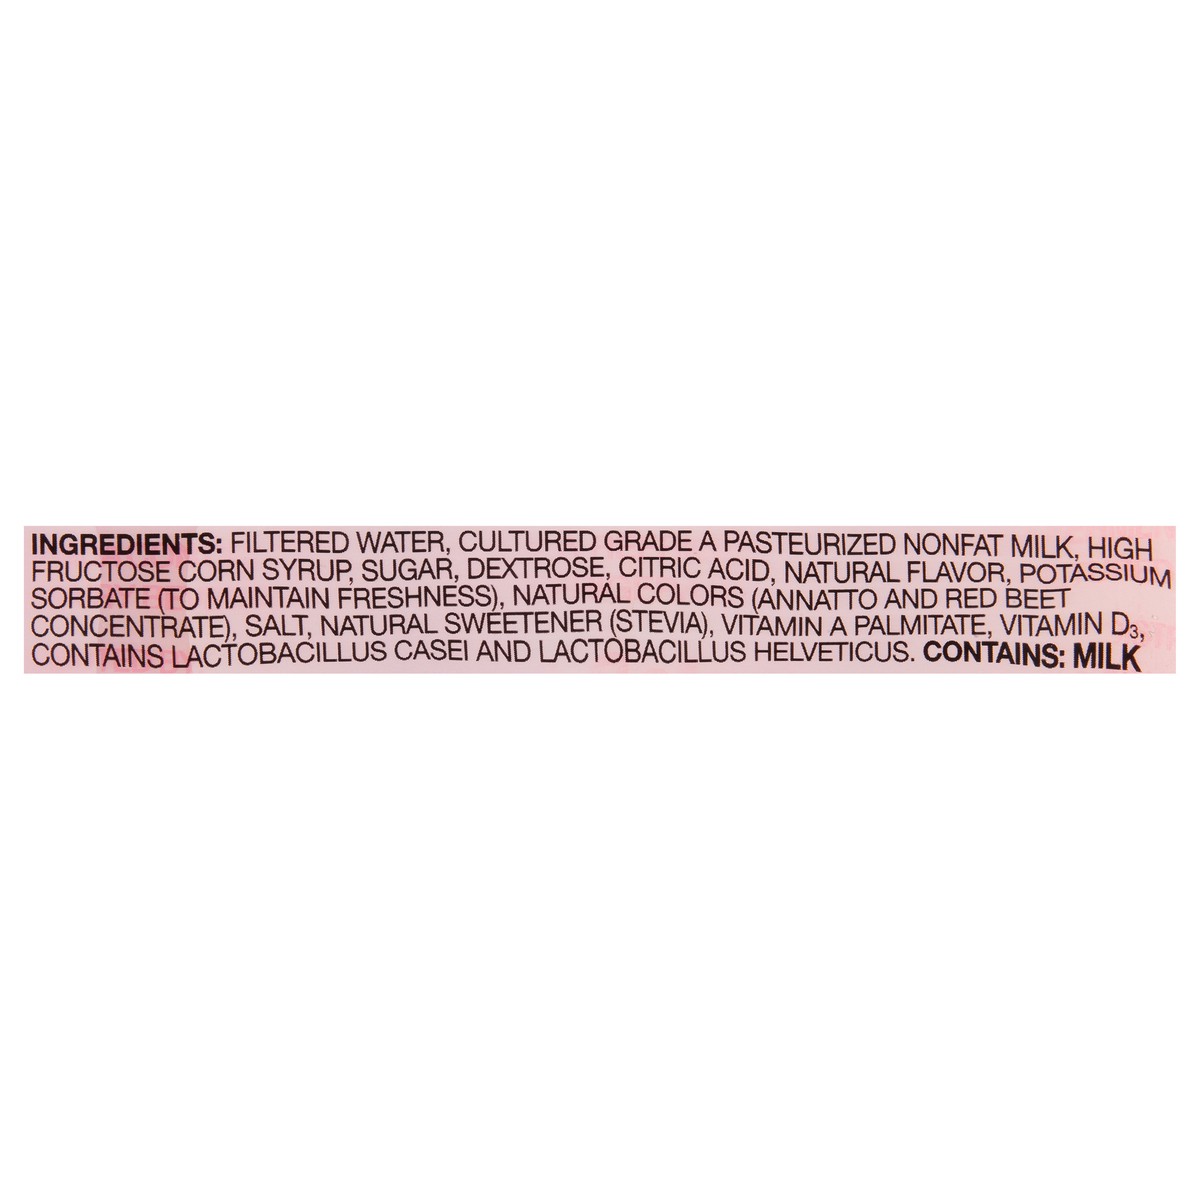 INGREDIENTS: FILTERED WATER, CULTURED GRADE A PASTEURIZED NONFAT MILK, HIGH
FRUCTOSE CORN SYRUP, SUGAR, DEXTROSE, CITRIC ACID, NATURAL FLAVOR, POTASSIUM
SORBATE (TO MAINTAIN FRESHNESS), NATURAL COLORS (ANNATTO AND RED BEET
CONCENTRATE), SALT, NATURAL SWEETENER (STEVIA), VITAMIN A PALMITATE, VITAMIN D₃,
CONTAINS LACTOBACILLUS CASEI AND LACTOBACILLUS HELVETICUS. CONTAINS: MILK